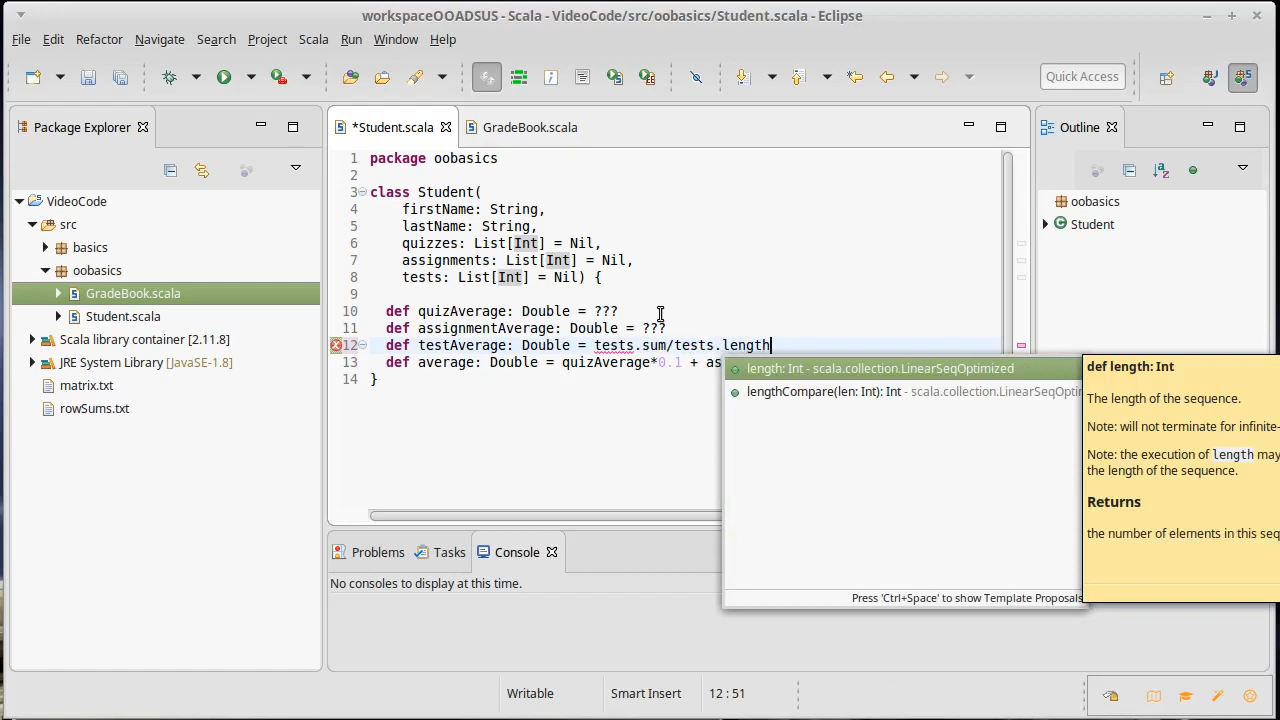 workspaceOOADSUS - Scala - VideoCode/src/oobasics/Student.scala - Eclipse
File Edit Refactor Navigate Search Project Scala Run Window Help
Quick Access
Package Explorer
VideoCode
src
basics
oobasics
GradeBook.scala
Student.scala
Scala library container [2.11.8]
JRE System Library [JavaSE-1.8]
matrix.txt
rowSums.txt
*Student.scala GradeBook.scala
1 package oobasics
2
3 class Student(
4 firstName: String,
5 lastName: String,
6 quizzes: List[Int] = Nil,
7 assignments: List[Int] = Nil,
8 tests: List[Int] = Nil) {
9
10 def quizAverage: Double = ???
11 def assignmentAverage: Double = ???
12 def testAverage: Double = tests.sum/tests.length
13 def average: Double = quizAverage*0.1 + as
14 }
length: Int - scala.collection.LinearSeqOptimized
lengthCompare(len: Int): Int - scala.collection.LinearSeqOptim
Press 'Ctrl+Space' to show Template Proposals
def length: Int
The length of the sequence.
Note: will not terminate for infinite-
Note: the execution of length may
the length of the sequence.
Returns
the number of elements in this seq
Outline
oobasics
Student
Problems Tasks Console
No consoles to display at this time.
Writable Smart Insert 12 : 51